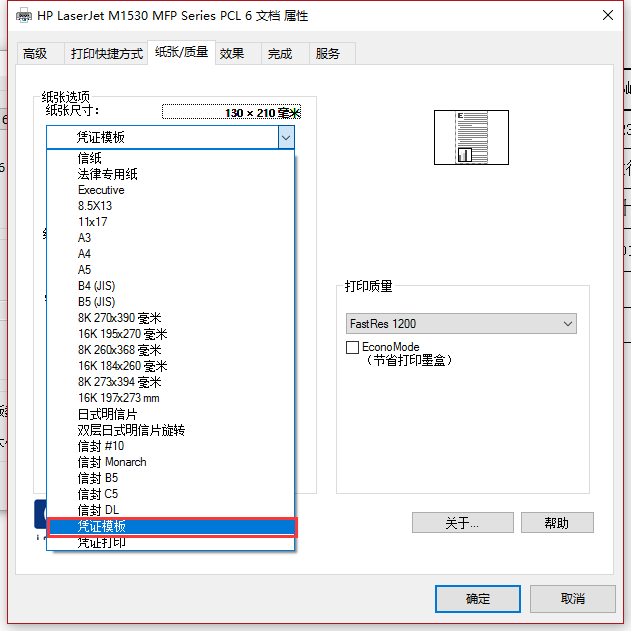 HP LaserJet M1530 MFP Series PCL 6 文档 属性
高级 打印快捷方式 纸张/质量 效果 完成 服务
纸张选项
纸张尺寸:
130 × 210 毫米
凭证模板
信纸
法律专用纸
Executive
8.5X13
11x17
A3
A4
A5
B4 (JIS)
B5 (JIS)
8K 270x390 毫米
16K 195x270 毫米
8K 260x368 毫米
16K 184x260 毫米
8K 273x394 毫米
16K 197x273 mm
日式明信片
双层日式明信片旋转
信封 #10
信封 Monarch
信封 B5
信封 C5
信封 DL
凭证模板
凭证打印
E
打印质量
FastRes 1200
EconoMode
(节省打印墨盒)
关于...
帮助
确定
取消